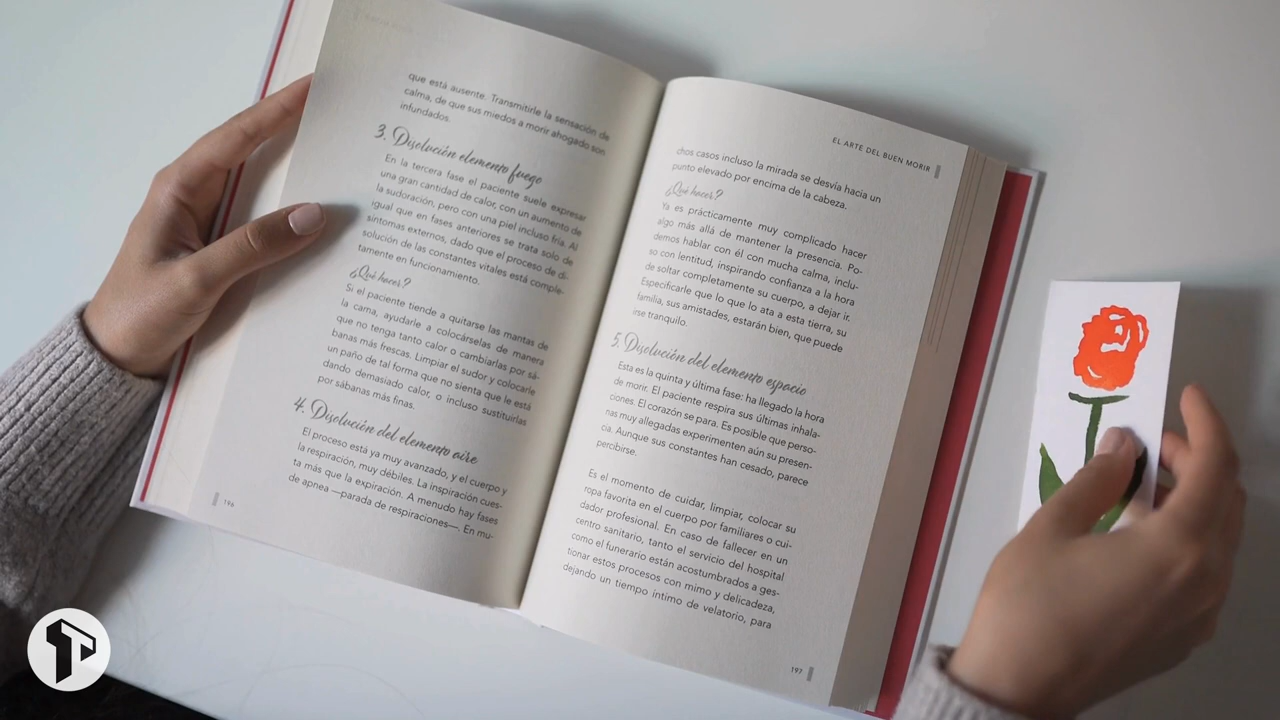 que está ausente. Transmitirle la sensación de
calma, de que sus miedos a morir ahogado son
infundados.
3. Disolución elemento fuego
En la tercera fase el paciente suele expresar
una gran cantidad de calor, con un aumento de
la sudoración, pero con una piel incluso fría. Al
igual que en fases anteriores se trata solo de
síntomas externos, dado que el proceso de di-
solución de las constantes vitales está comple-
tamente en funcionamiento.
¿Qué hacer?
Si el paciente tiende a quitarse las mantas de
la cama, ayudarle a colocárselas de manera
que no tenga tanto calor o cambiarlas por sá-
banas más frescas. Limpiar el sudor y colocarle
un paño de tal forma que no sienta que le está
dando demasiado calor, o incluso sustituirlas
por sábanas más finas.
4. Disolución del elemento aire
El proceso está ya muy avanzado, y el cuerpo y
la respiración, muy débiles. La inspiración cues-
ta más que la expiración. A menudo hay fases
de apnea —parada de respiraciones—. En mu-
196
EL ARTE DEL BUEN MORIR
chos casos incluso la mirada se desvía hacia un
punto elevado por encima de la cabeza.
¿Qué hacer?
Ya es prácticamente muy complicado hacer
algo más allá de mantener la presencia. Po-
demos hablar con él con mucha calma, inclu-
so con lentitud, inspirando confianza a la hora
de soltar completamente su cuerpo, a dejar ir.
Especificarle que lo que lo ata a esta tierra, su
familia, sus amistades, estarán bien, que puede
irse tranquilo.
5. Disolución del elemento espacio
Esta es la quinta y última fase: ha llegado la hora
de morir. El paciente respira sus últimas inhala-
ciones. El corazón se para. Es posible que perso-
nas muy allegadas experimenten aún su presen-
cia. Aunque sus constantes han cesado, parece
percibirse.
Es el momento de cuidar, limpiar, colocar su
ropa favorita en el cuerpo por familiares o cui-
dador profesional. En caso de fallecer en un
centro sanitario, tanto el servicio del hospital
como el funerario están acostumbrados a ges-
tionar estos procesos con mimo y delicadeza,
dejando un tiempo íntimo de velatorio, para
197